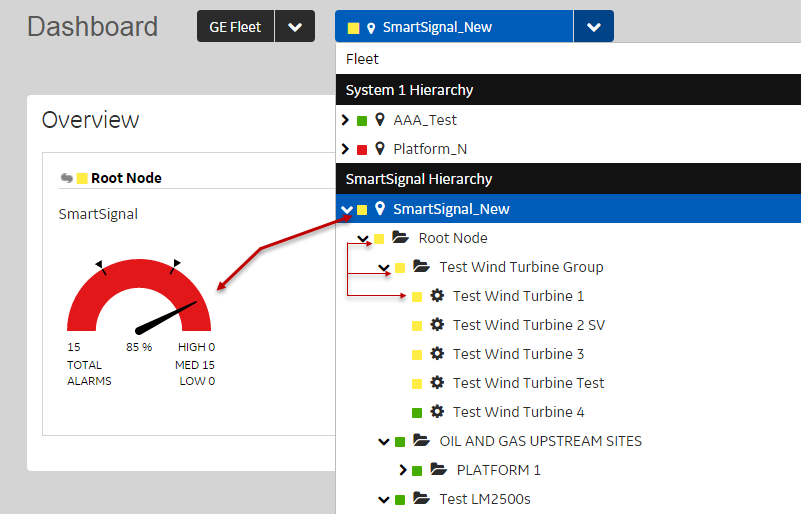 Dashboard
GE Fleet
SmartSignal_New
Fleet
System 1 Hierarchy
AAA_Test
Platform_N
SmartSignal Hierarchy
SmartSignal_New
Root Node
Test Wind Turbine Group
Test Wind Turbine 1
Test Wind Turbine 2 SV
Test Wind Turbine 3
Test Wind Turbine Test
Test Wind Turbine 4
OIL AND GAS UPSTREAM SITES
PLATFORM 1
Test LM2500s
Overview
Root Node
SmartSignal
15 85 % HIGH 0
TOTAL MED 15
ALARMS LOW 0